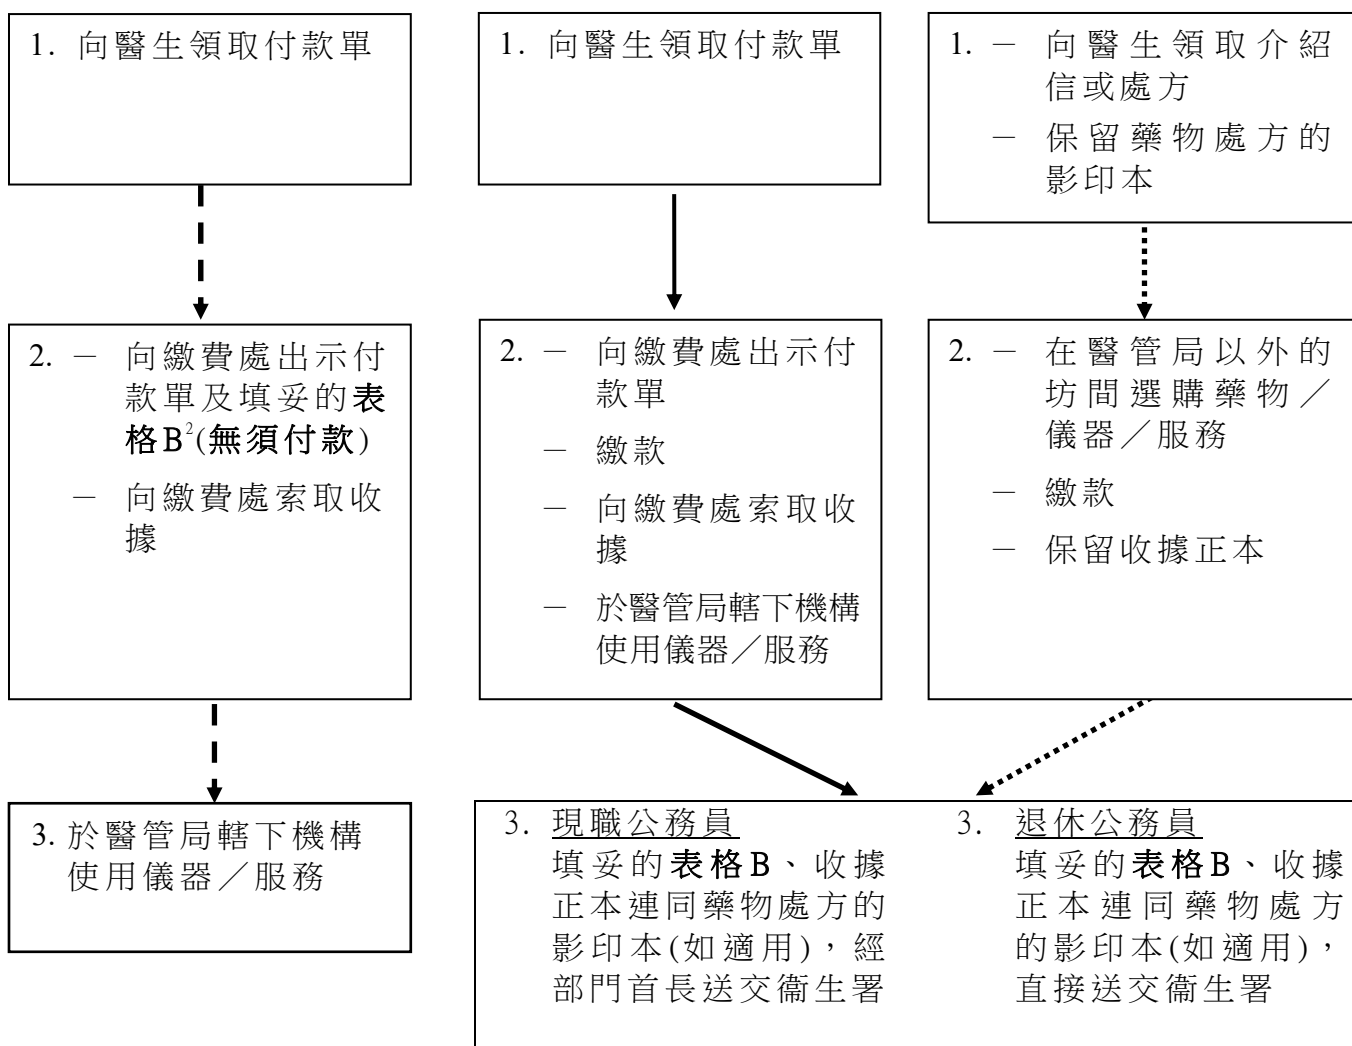 1. 向醫生領取付款單
1. 向醫生領取付款單
1. － 向醫生領取介紹
信或處方
－ 保留藥物處方的
影印本
2. － 向繳費處出示付
款單及填妥的表
格B²(無須付款)
－ 向繳費處索取收
據
2. － 向繳費處出示付
款單
－ 繳款
－ 向繳費處索取收
據
－ 於醫管局轄下機構
使用儀器／服務
2. － 在醫管局以外的
坊間選購藥物／
儀器／服務
－ 繳款
－ 保留收據正本
3. 於醫管局轄下機構
使用儀器／服務
3. 現職公務員
填妥的表格B、收據
正本連同藥物處方的
影印本(如適用)，經
部門首長送交衞生署
3. 退休公務員
填妥的表格B、收據
正本連同藥物處方
的影印本(如適用)，
直接送交衞生署